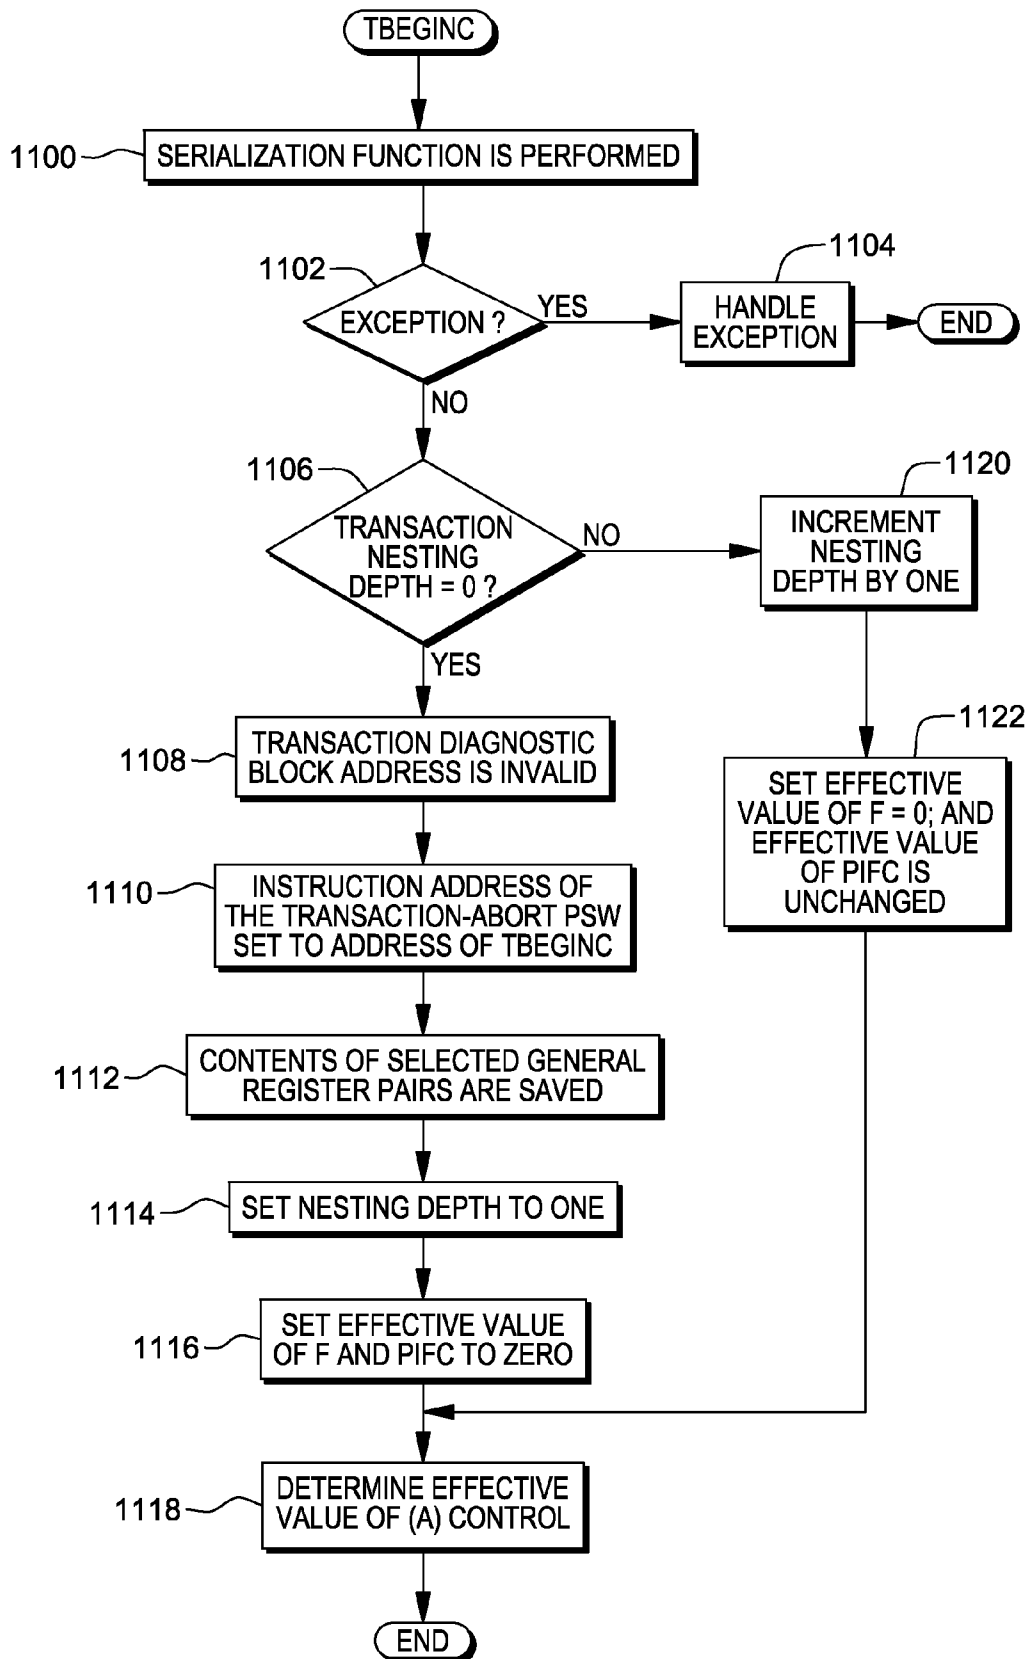 TBEGINC
1100
SERIALIZATION FUNCTION IS PERFORMED
1102
EXCEPTION ?
YES
1104
HANDLE
EXCEPTION
END
NO
1106
TRANSACTION
NESTING
DEPTH = 0 ?
NO
1120
INCREMENT
NESTING
DEPTH BY ONE
YES
1108
TRANSACTION DIAGNOSTIC
BLOCK ADDRESS IS INVALID
1122
SET EFFECTIVE
VALUE OF F = 0; AND
EFFECTIVE VALUE
OF PIFC IS
UNCHANGED
1110
INSTRUCTION ADDRESS OF
THE TRANSACTION-ABORT PSW
SET TO ADDRESS OF TBEGINC
1112
CONTENTS OF SELECTED GENERAL
REGISTER PAIRS ARE SAVED
1114
SET NESTING DEPTH TO ONE
1116
SET EFFECTIVE VALUE
OF F AND PIFC TO ZERO
1118
DETERMINE EFFECTIVE
VALUE OF (A) CONTROL
END